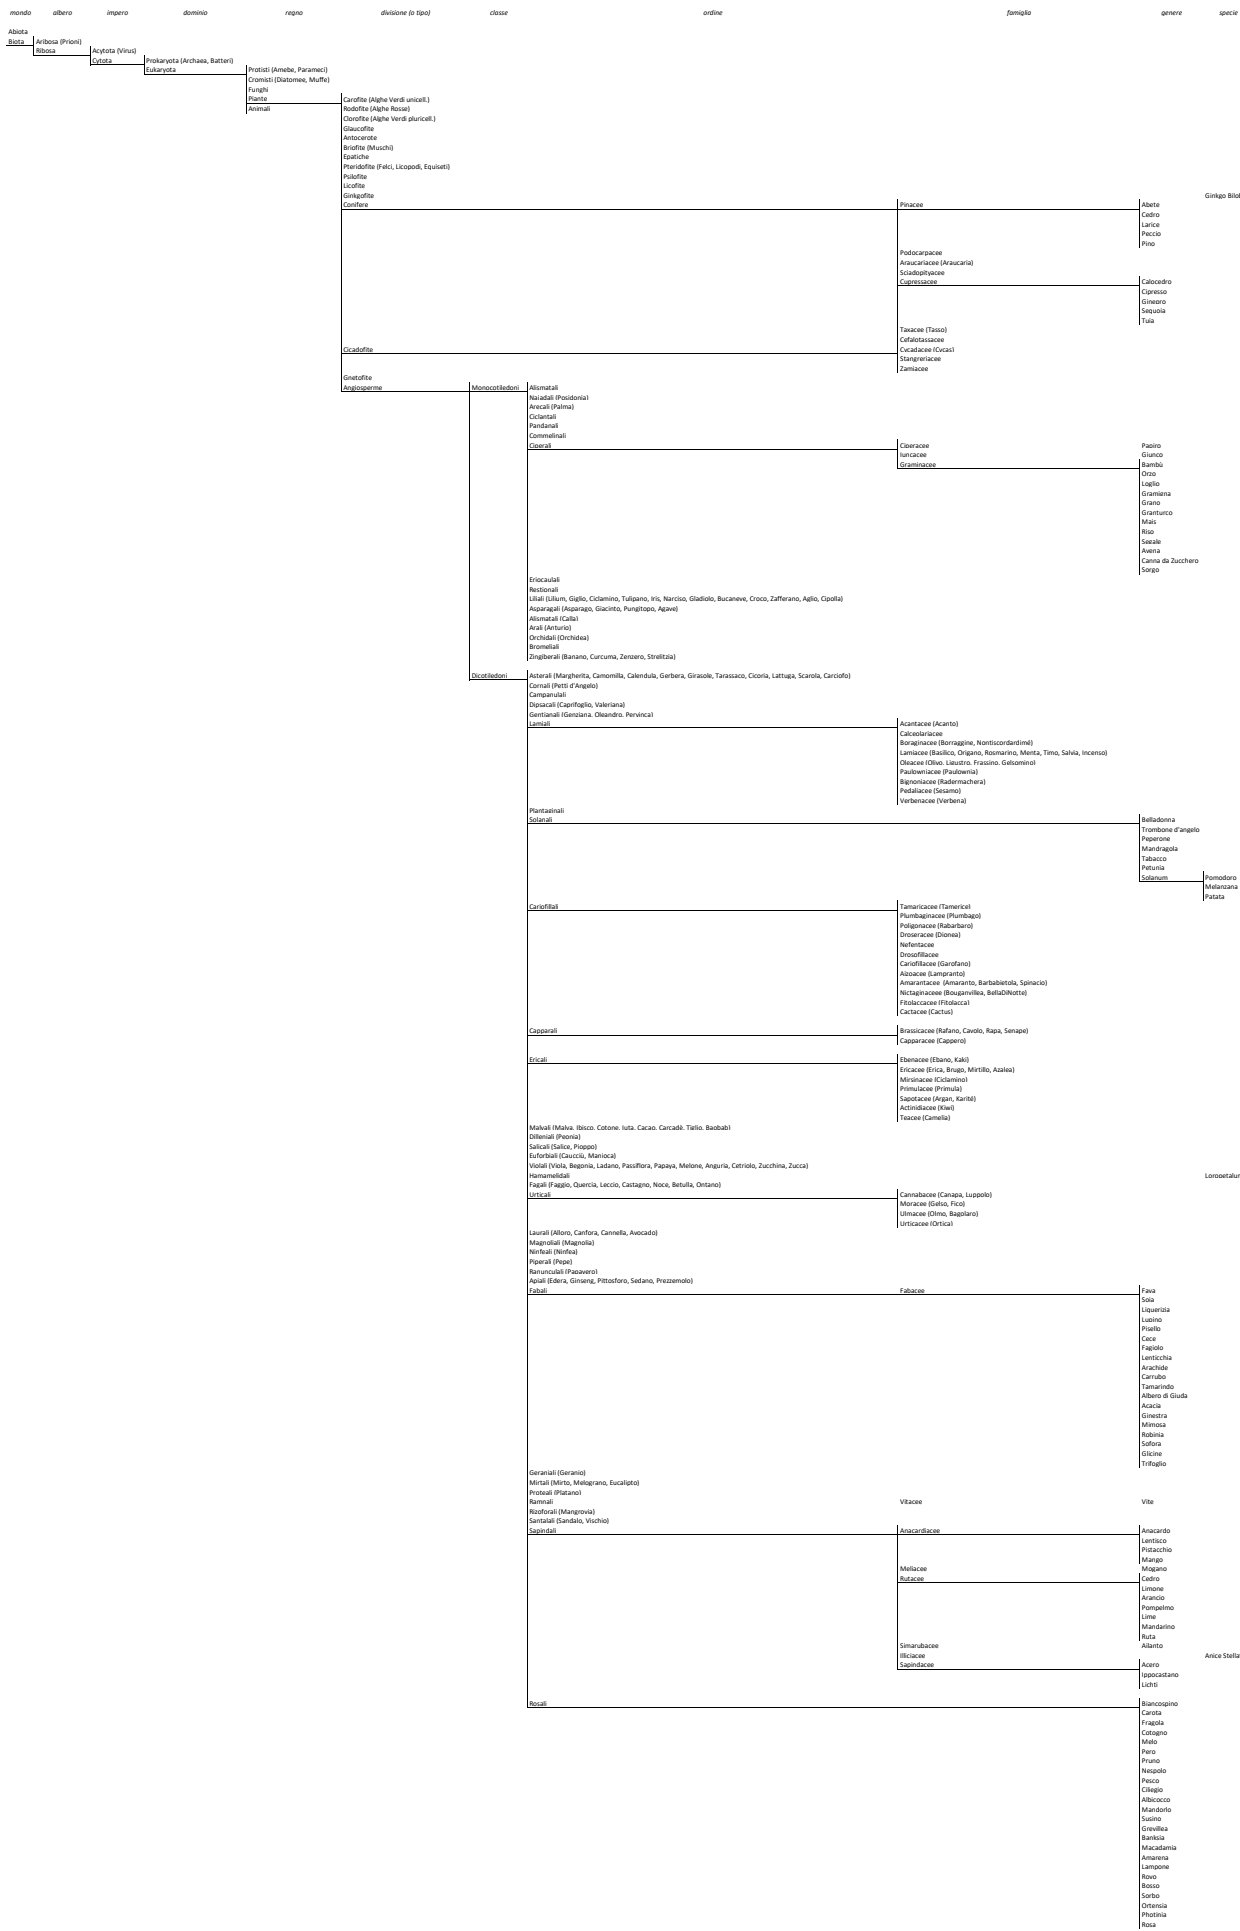 mondo albero impero dominio regno divisione (o tipo) classe ordine famiglia genere specie
Abiota
Biota Aribosa (Prioni)
Ribosa Acytota (Virus)
Cytota Prokaryota (Archaea, Batteri)
Eukaryota Protisti (Amebe, Parameci)
Cromisti (Diatomee, Muffe)
Funghi
Piante Carofite (Alghe Verdi unicell.)
Animali Rodofite (Alghe Rosse)
Clorofite (Alghe Verdi pluricell.)
Glaucofite
Antocerote
Briofite (Muschi)
Epatiche
Pteridofite (Felci, Licopodi, Equiseti)
Psilofite
Licofite
Ginkgofite Ginkgo
Conifere Pinacee Abete
Cedro
Larice
Peccio
Pino
Podocarpacee
Araucariacee (Araucaria)
Sciadopityacee
Cupressacee Calocedro
Cipresso
Ginepro
Sequoia
Tuia
Taxacee (Tasso)
Cefalotassacee
Cicadofite Cycadacee (Cycas)
Stangreriacee
Zamiacee
Gnetofite
Angiosperme Monocotiledoni Alismatali
Naiadali (Posidonia)
Arecali (Palma)
Ciclantali
Pandanali
Commelinali
Ciperali Ciperacee Papiro
Iuncacee Giunco
Graminacee Bambù
Orzo
Loglio
Gramigna
Grano
Granturco
Mais
Riso
Segale
Avena
Canna da Zucchero
Sorgo
Eriocaulali
Restionali
Liliali (Lilium, Giglio, Ciclamino, Tulipano, Iris, Narciso, Gladiolo, Bucaneve, Croco, Zafferano, Aglio, Cipolla)
Asparagali (Asparago, Giacinto, Pungitopo, Agave)
Alismatali (Calla)
Arali (Anturio)
Orchidali (Orchidea)
Bromeliali
Zingiberali (Banano, Curcuma, Zenzero, Strelitzia)
Dicotiledoni Asterali (Margherita, Camomilla, Calendula, Gerbera, Girasole, Tarassaco, Cicoria, Lattuga, Scarola, Carciofo)
Cornali (Petti d'Angelo)
Campanulali
Dipsacali (Caprifoglio, Valeriana)
Gentianali (Genziana, Oleandro, Pervinca)
Lamiali Acantacee (Acanto)
Calceolariacee
Boraginacee (Borraggine, Nontiscordardimé)
Lamiacee (Basilico, Origano, Rosmarino, Menta, Timo, Salvia, Incenso)
Oleacee (Olivo, Ligustro, Frassino, Gelsomino)
Paulowniacee (Paulownia)
Bignoniacee (Radermachera)
Pedaliacee (Sesamo)
Verbenacee (Verbena)
Plantaginali
Solanali Belladonna
Trombone d'angelo
Peperone
Mandragola
Tabacco
Petunia
Solanum Pomodoro
Melanzana
Patata
Cariofillali Tamaricacee (Tamerice)
Plumbaginacee (Plumbago)
Poligonacee (Rabarbaro)
Droseracee (Dionea)
Nefentacee
Drosofillacee
Cariofillacee (Garofano)
Aizoacee (Lampranto)
Amarantacee (Amaranto, Barbabietola, Spinacio)
Nictaginaceee (Bouganvillea, BellaDiNotte)
Fitolaccacee (Fitolacca)
Cactacee (Cactus)
Capparali Brassicacee (Rafano, Cavolo, Rapa, Senape)
Capparacee (Cappero)
Ericali Ebenacee (Ebano, Kaki)
Ericacee (Erica, Brugo, Mirtillo, Azalea)
Mirsinacee (Ciclamino)
Primulacee (Primula)
Sapotacee (Argan, Karité)
Actinidiacee (Kiwi)
Teacee (Camelia)
Malvali (Malva, Ibisco, Cotone, Iuta, Cacao, Carcadè, Tiglio, Baobab)
Dilleniali (Peonia)
Salicali (Salice, Pioppo)
Euforbiali (Caucciù, Manioca)
Violali (Viola, Begonia, Ladano, Passiflora, Papaya, Melone, Anguria, Cetriolo, Zucchina, Zucca)
Hamamelidali
Fagali (Faggio, Quercia, Leccio, Castagno, Noce, Betulla, Ontano)
Urticali Cannabacee (Canapa, Luppolo)
Moracee (Gelso, Fico)
Ulmacee (Olmo, Bagolaro)
Urticacee (Ortica)
Laurali (Alloro, Canfora, Cannella, Avocado)
Magnoliali (Magnolia)
Ninfeali (Ninfea)
Piperali (Pepe)
Ranunculali (Papavero)
Apiali (Edera, Ginseng, Pittosforo, Sedano, Prezzemolo)
Fabali Fabacee Fava
Soia
Liquerizia
Lupino
Pisello
Cece
Fagiolo
Lenticchia
Arachide
Carrubo
Tamarindo
Albero di Giuda
Acacia
Ginestra
Mimosa
Robinia
Sofora
Glicine
Trifoglio
Geraniali (Geranio)
Mirtali (Mirto, Melograno, Eucalipto)
Proteali (Platano)
Ramnali Vitacee Vite
Rizoforali (Mangrovia)
Santalali (Sandalo, Vischio)
Sapindali Anacardiacee Anacardo
Lentisco
Pistacchio
Mango
Meliacee Mogano
Rutacee Cedro
Limone
Arancio
Pompelmo
Lime
Mandarino
Ruta
Simarubacee Ailanto
Illiciacee Anice
Sapindacee Acero
Ippocastano
Lichti
Rosali Biancospino
Carota
Fragola
Cotogno
Melo
Pero
Pruno
Nespolo
Pesco
Ciliegio
Albicocco
Mandorlo
Susino
Grevillea
Banksia
Macadamia
Amarena
Lampone
Rovo
Bosso
Sorbo
Ortensia
Photinia
Rosa